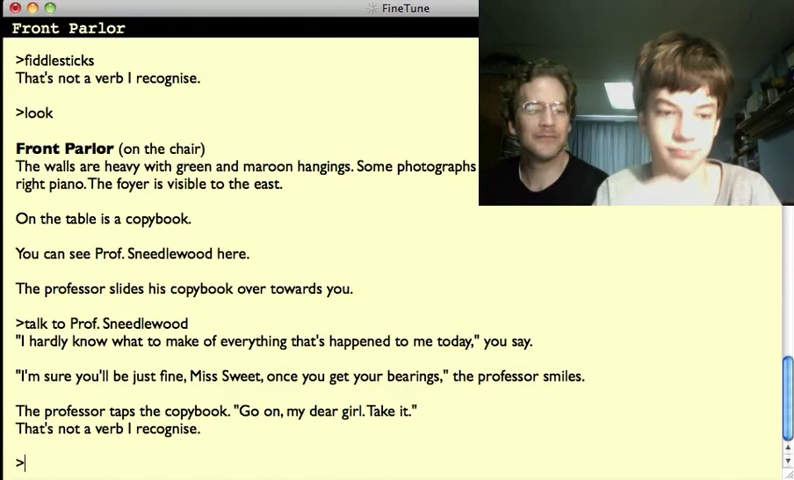 FineTune
Front Parlor
>fiddlesticks
That's not a verb I recognise.
>look
Front Parlor (on the chair)
The walls are heavy with green and maroon hangings. Some photographs
right piano. The foyer is visible to the east.
On the table is a copybook.
You can see Prof. Sneedlewood here.
The professor slides his copybook over towards you.
>talk to Prof. Sneedlewood
"I hardly know what to make of everything that's happened to me today," you say.
"I'm sure you'll be just fine, Miss Sweet, once you get your bearings," the professor smiles.
The professor taps the copybook. "Go on, my dear girl. Take it."
That's not a verb I recognise.
>